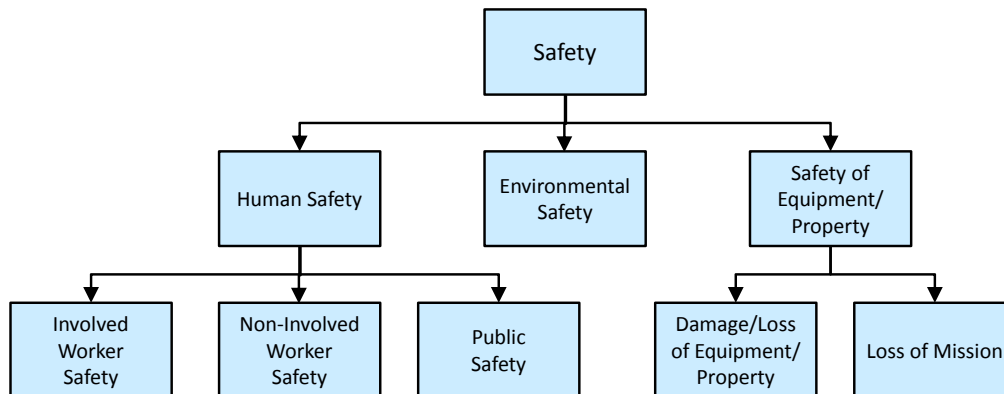 Safety
Human Safety
Environmental
Safety
Safety of
Equipment/
Property
Involved
Worker
Safety
Non-Involved
Worker
Safety
Public
Safety
Damage/Loss
of Equipment/
Property
Loss of Mission